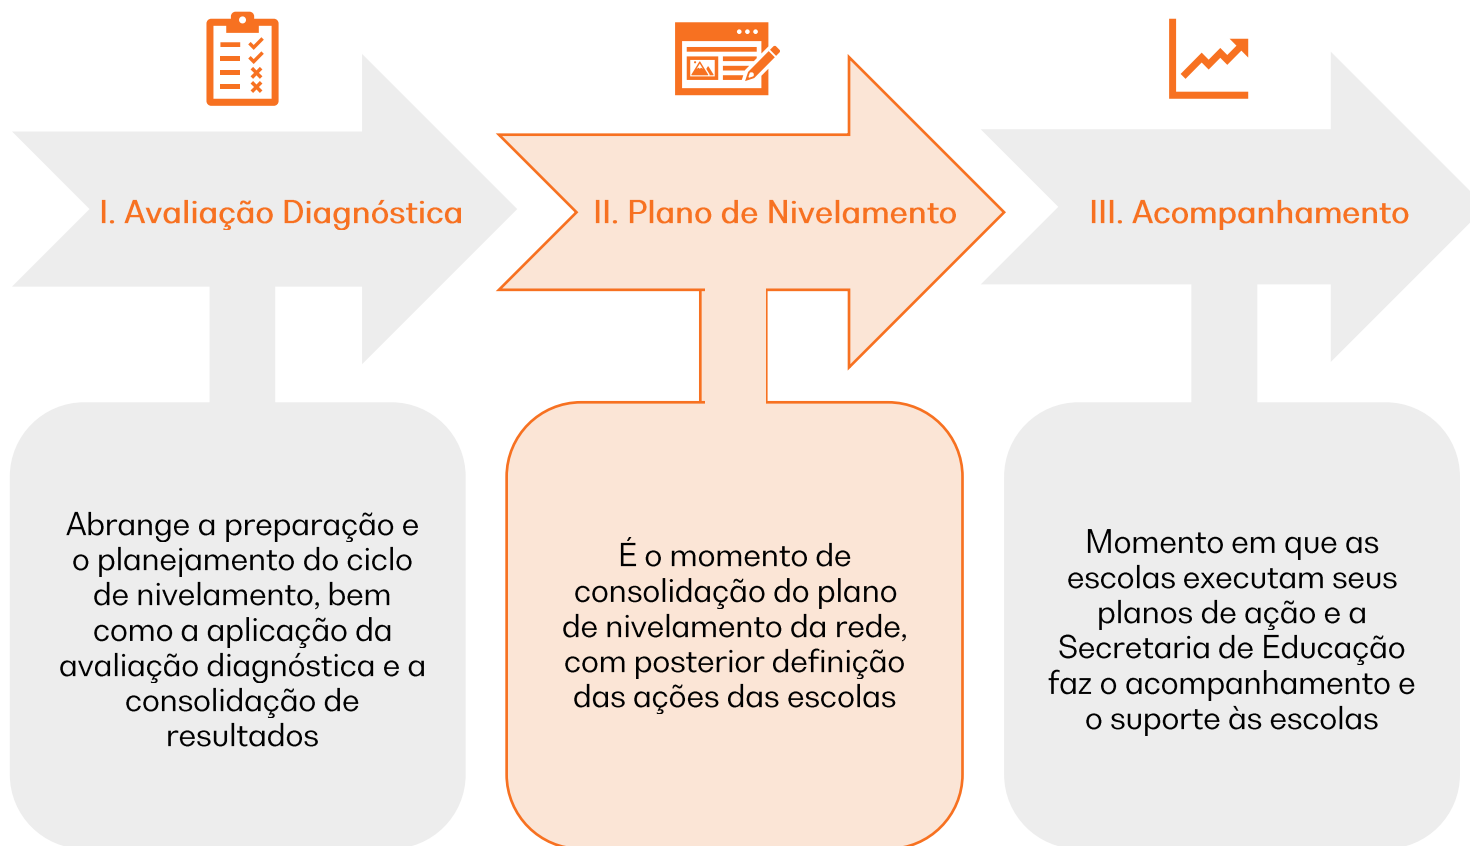 I. Avaliação Diagnóstica
II. Plano de Nivelamento
III. Acompanhamento
Abrange a preparação e
o planejamento do ciclo
de nivelamento, bem
como a aplicação da
avaliação diagnóstica e a
consolidação de
resultados
É o momento de
consolidação do plano
de nivelamento da rede,
com posterior definição
das ações das escolas
Momento em que as
escolas executam seus
planos de ação e a
Secretaria de Educação
faz o acompanhamento e
o suporte às escolas